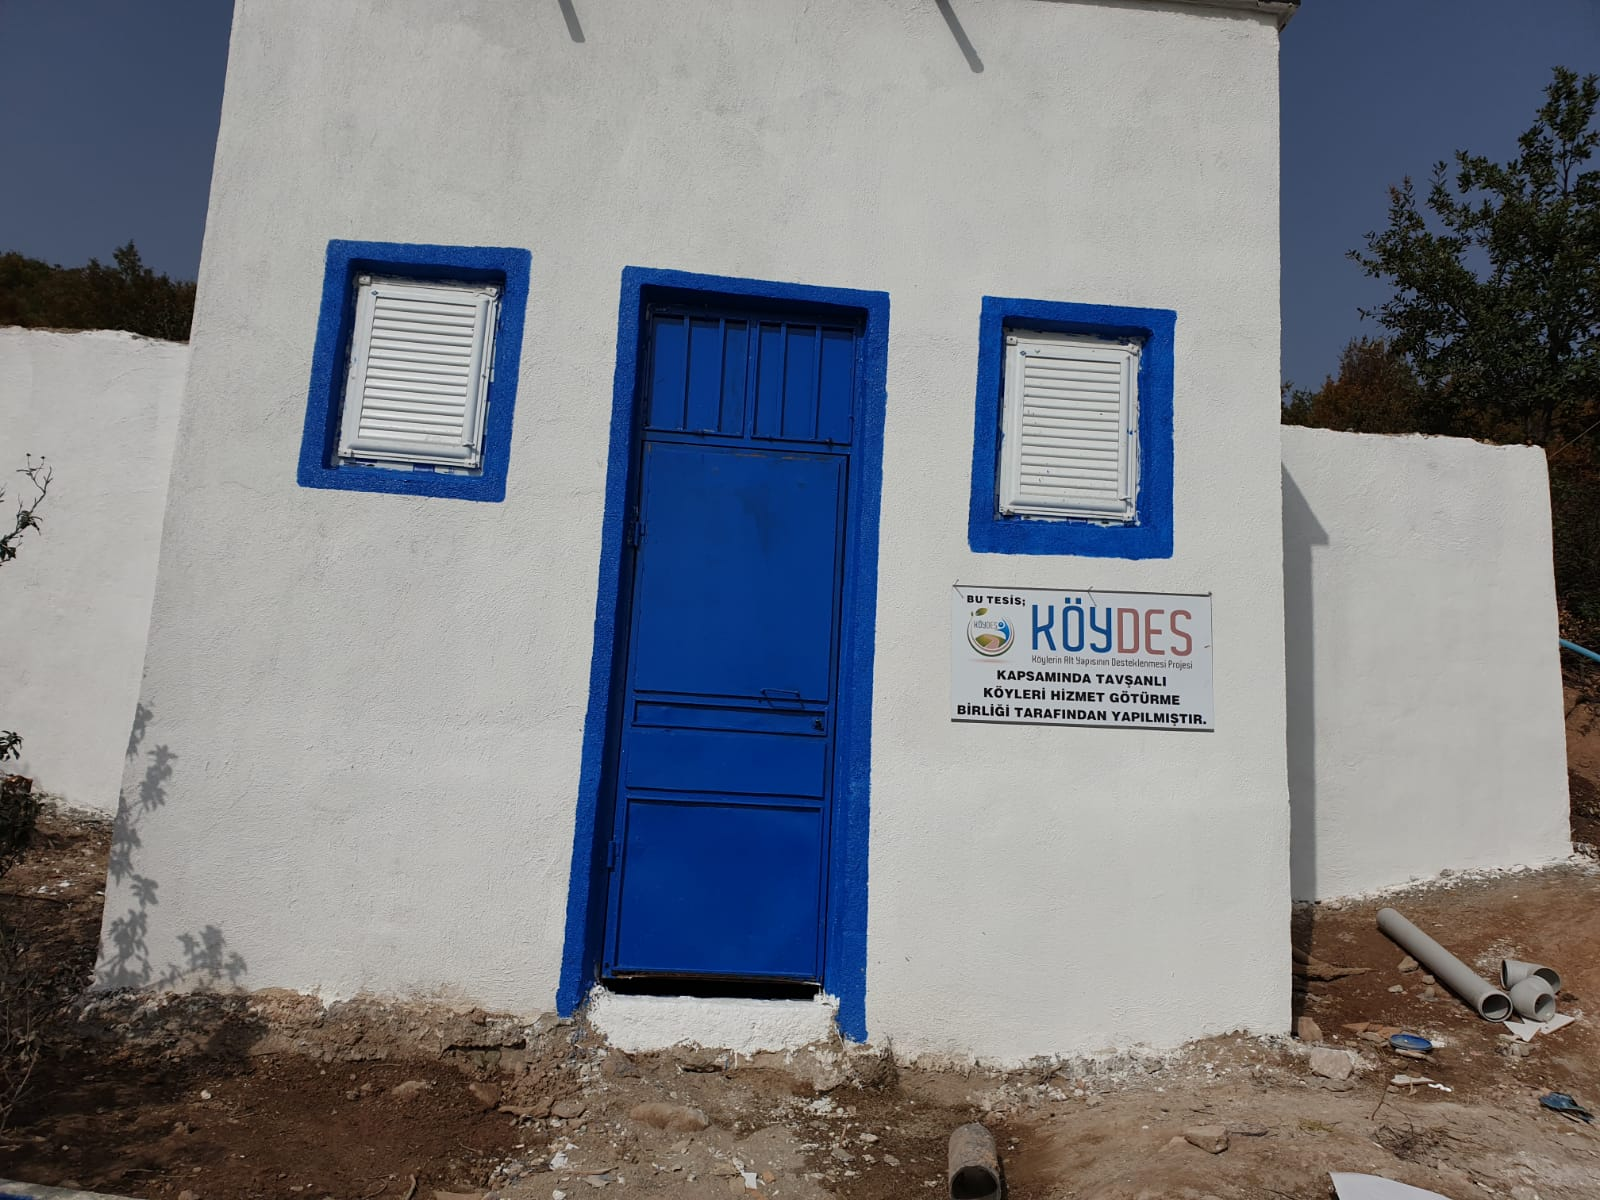 BU TESİS;
KÖYDES
KÖYDES
Köylerin Alt Yapısının Desteklenmesi Projesi
KAPSAMINDA TAVŞANLI
KÖYLERİ HİZMET GÖTÜRME
BİRLİĞİ TARAFINDAN YAPILMIŞTIR.